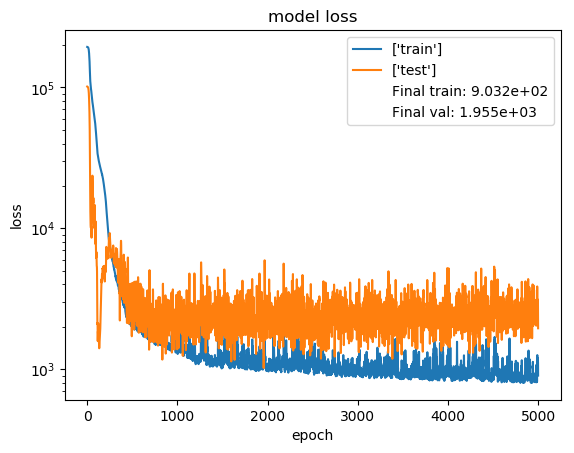 model loss
['train']
['test']
Final train: 9.032e+02
Final val: 1.955e+03
10^5
10^4
10^3
loss
0 1000 2000 3000 4000 5000
epoch